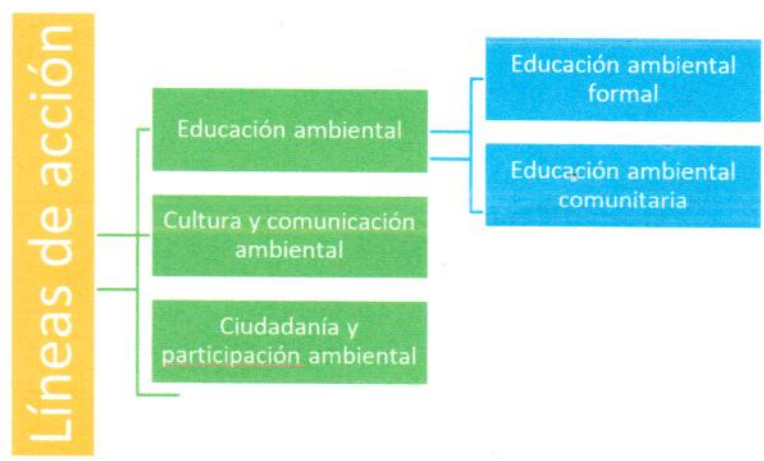 Líneas de acción
Educación ambiental
Cultura y comunicación
ambiental
Ciudadanía y
participación ambiental
Educación ambiental
formal
Educación ambiental
comunitaria